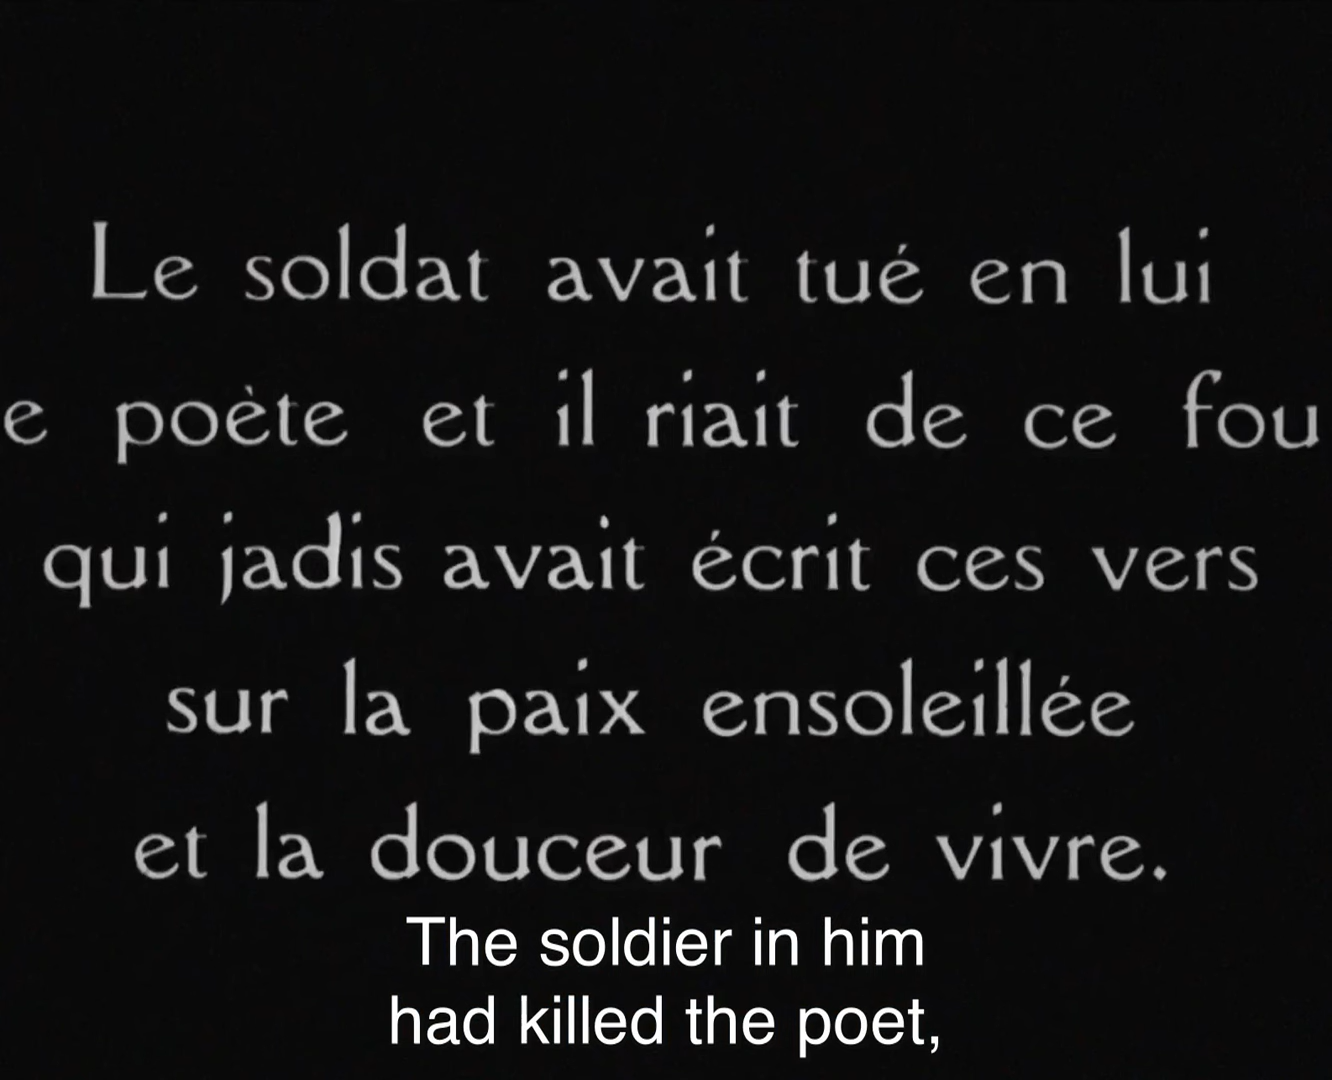 Le soldat avait tué en lui
e poète et il riait de ce fou
qui jadis avait écrit ces vers
sur la paix ensoleillée
et la douceur de vivre.
The soldier in him
had killed the poet,